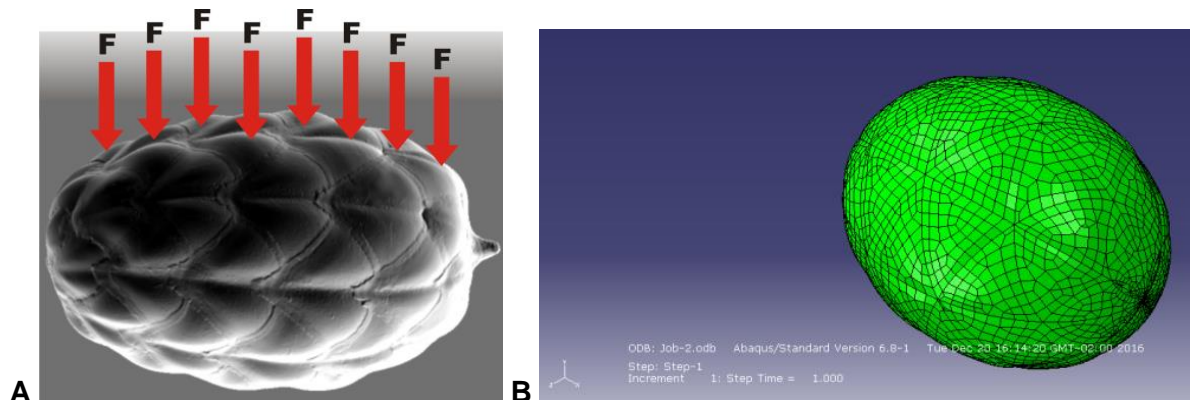 F F F F F F F F
A
B
ODB: Job-2.odb Abaqus/Standard Version 6.8-1 Tue Dec 20 16:14:20 GMT-02:00 2016
Step: Step-1
Increment 1: Step Time = 1.000